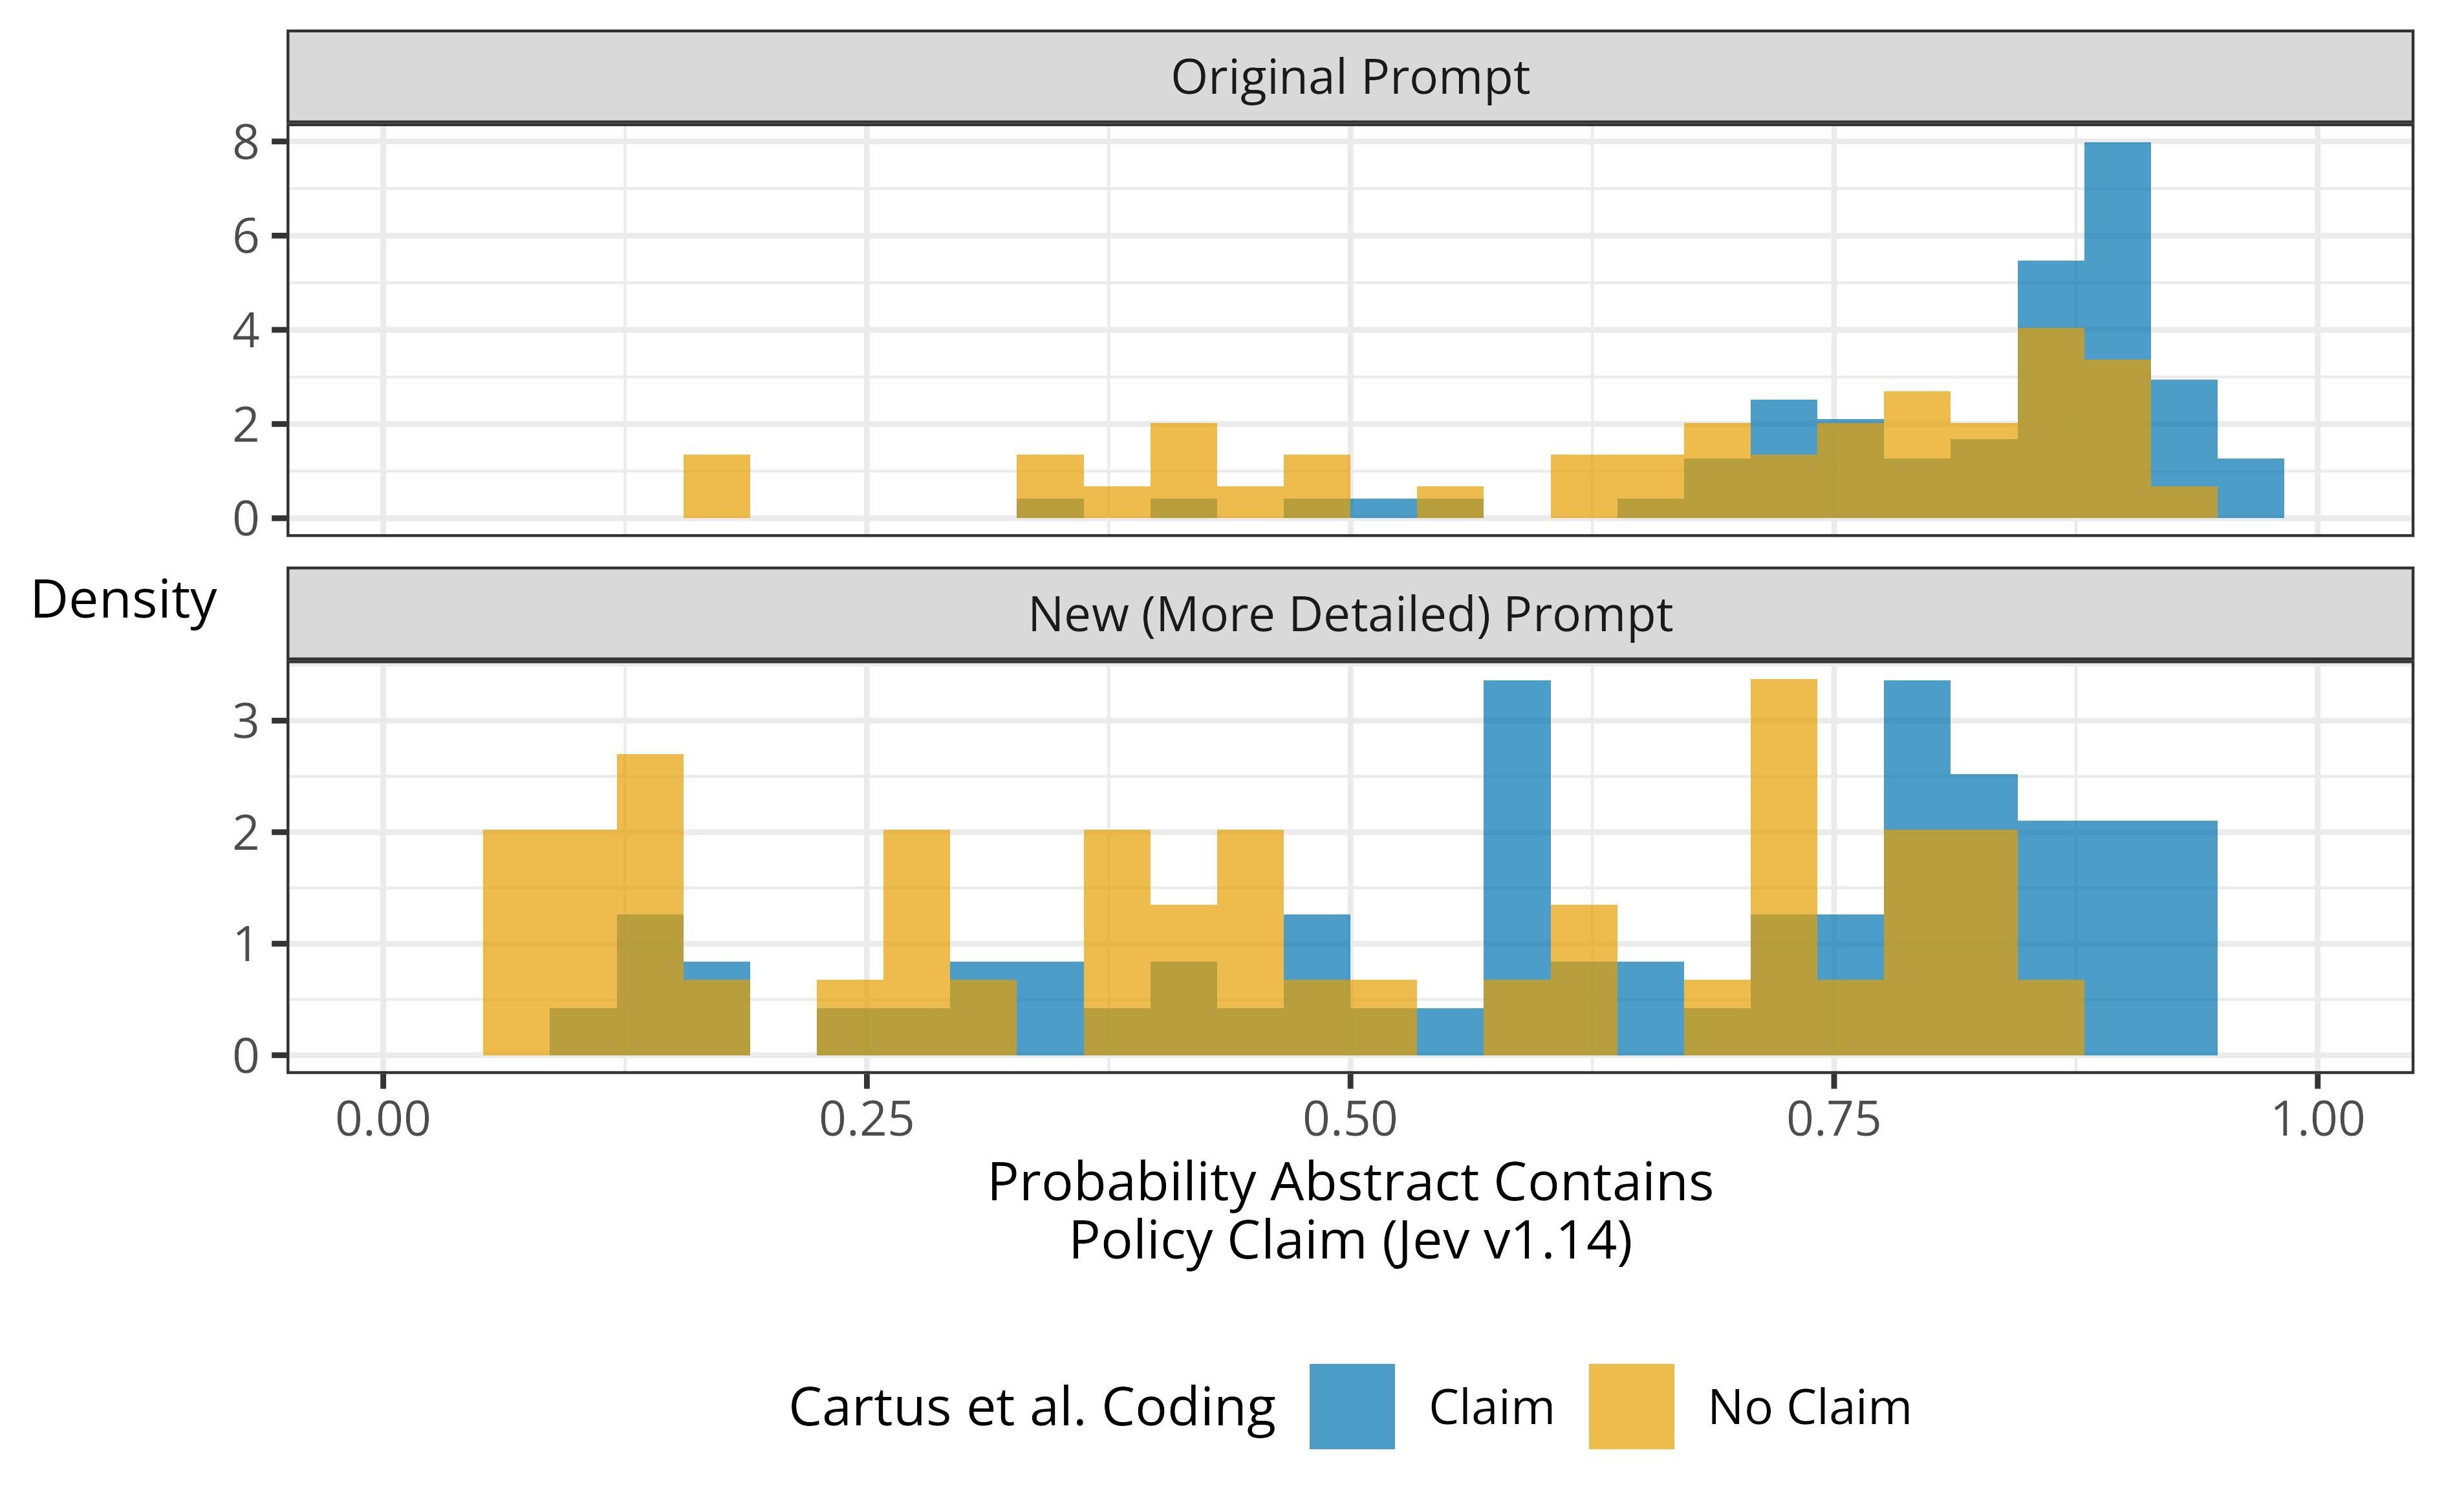 Original Prompt
8
6
4
2
0
Density
New (More Detailed) Prompt
3
2
1
0
0.00 0.25 0.50 0.75 1.00
Probability Abstract Contains
Policy Claim (Jev v1.14)
Cartus et al. Coding Claim No Claim